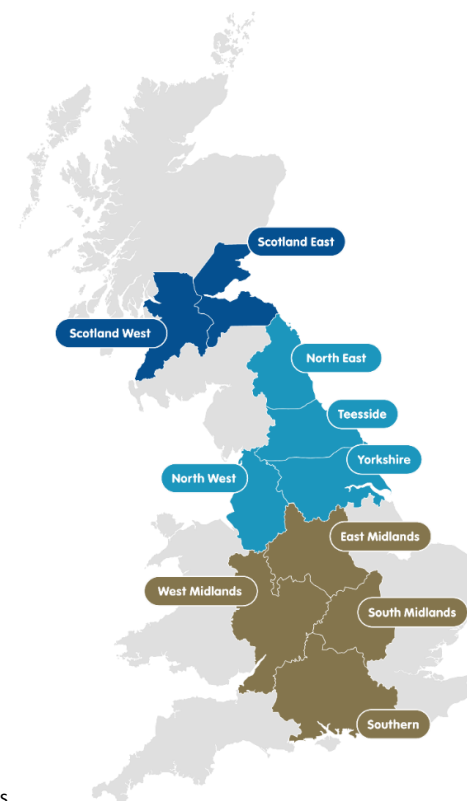 Scotland East
Scotland West
North East
Teesside
Yorkshire
North West
East Midlands
West Midlands
South Midlands
Southern
s